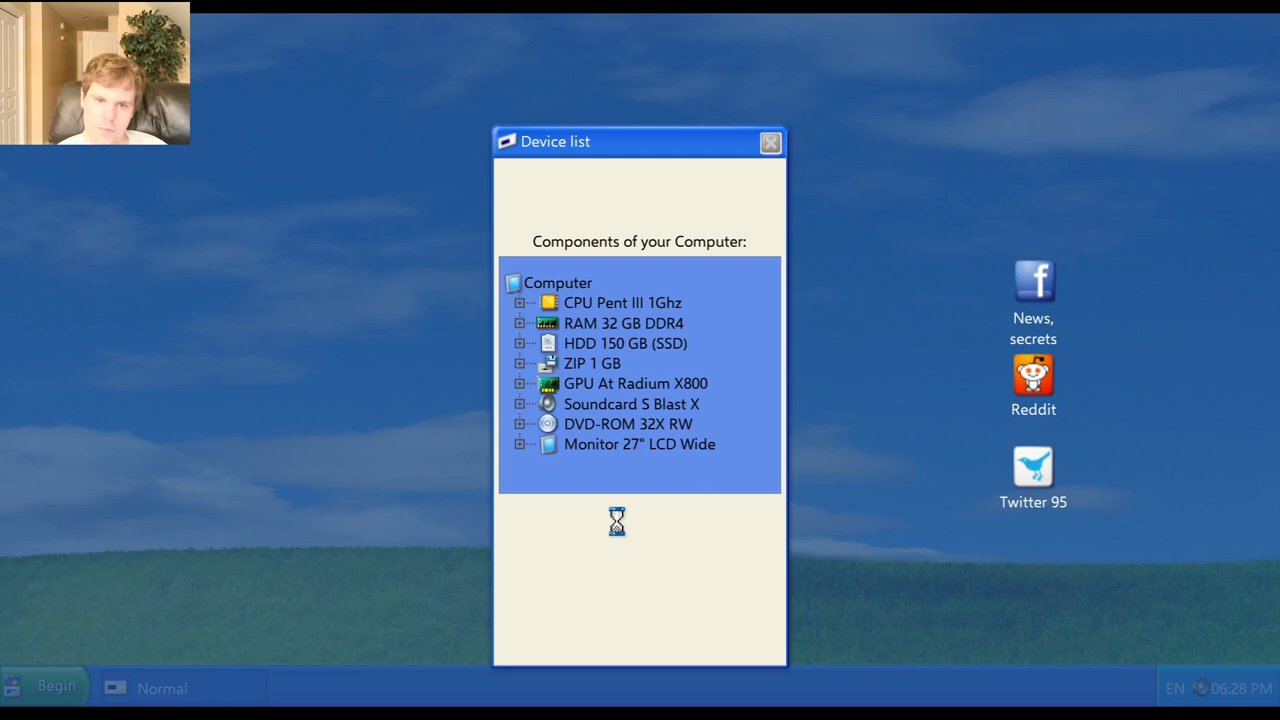 Device list
Components of your Computer:
Computer
CPU Pent III 1Ghz
RAM 32 GB DDR4
HDD 150 GB (SSD)
ZIP 1 GB
GPU At Radium X800
Soundcard S Blast X
DVD-ROM 32X RW
Monitor 27" LCD Wide
f
News,
secrets
Reddit
Twitter 95
Begin
Normal
EN 06:28 PM